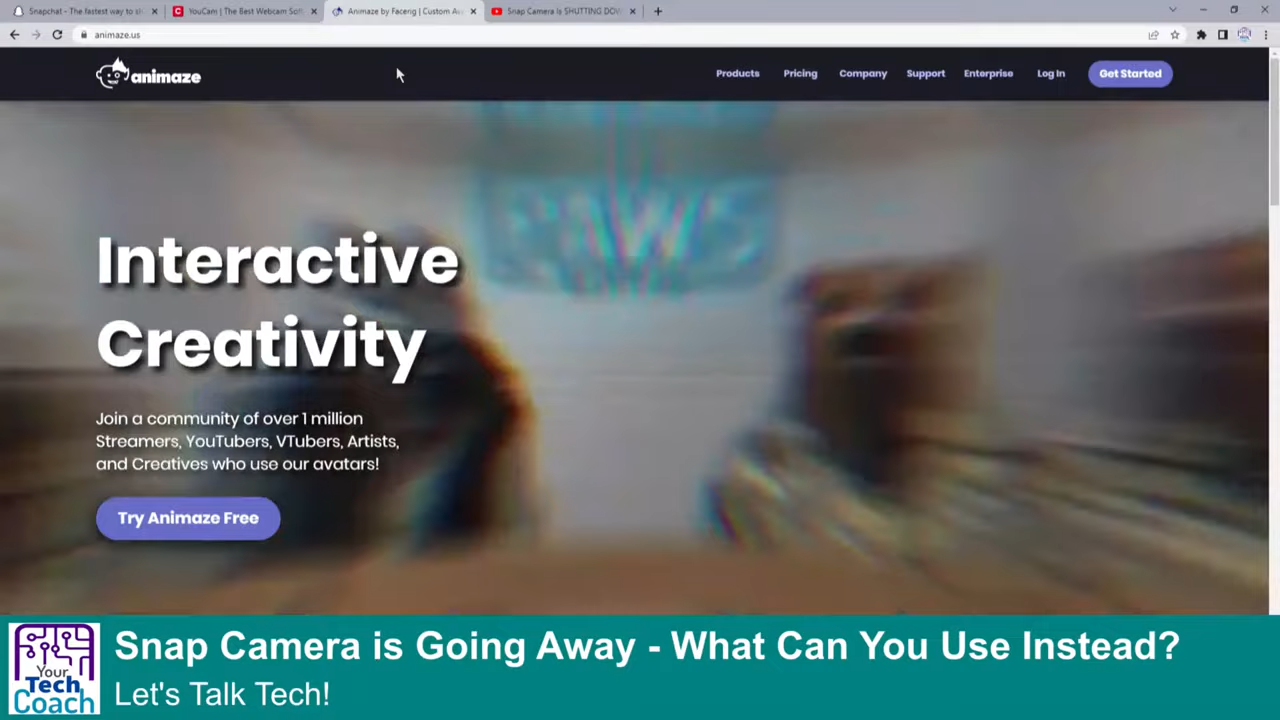 Snapchat - The fastest way to sh
YouCam | The Best Webcam Soft
Animaze by Facerig | Custom Av
Snap Camera is SHUTTING DOW
animaze.us
animaze
Products
Pricing
Company
Support
Enterprise
Log In
Get Started
PAWS
Interactive
Creativity
Join a community of over 1 million
Streamers, YouTubers, VTubers, Artists,
and Creatives who use our avatars!
Try Animaze Free
Snap Camera is Going Away - What Can You Use Instead?
Let's Talk Tech!
Your
Tech
Coach